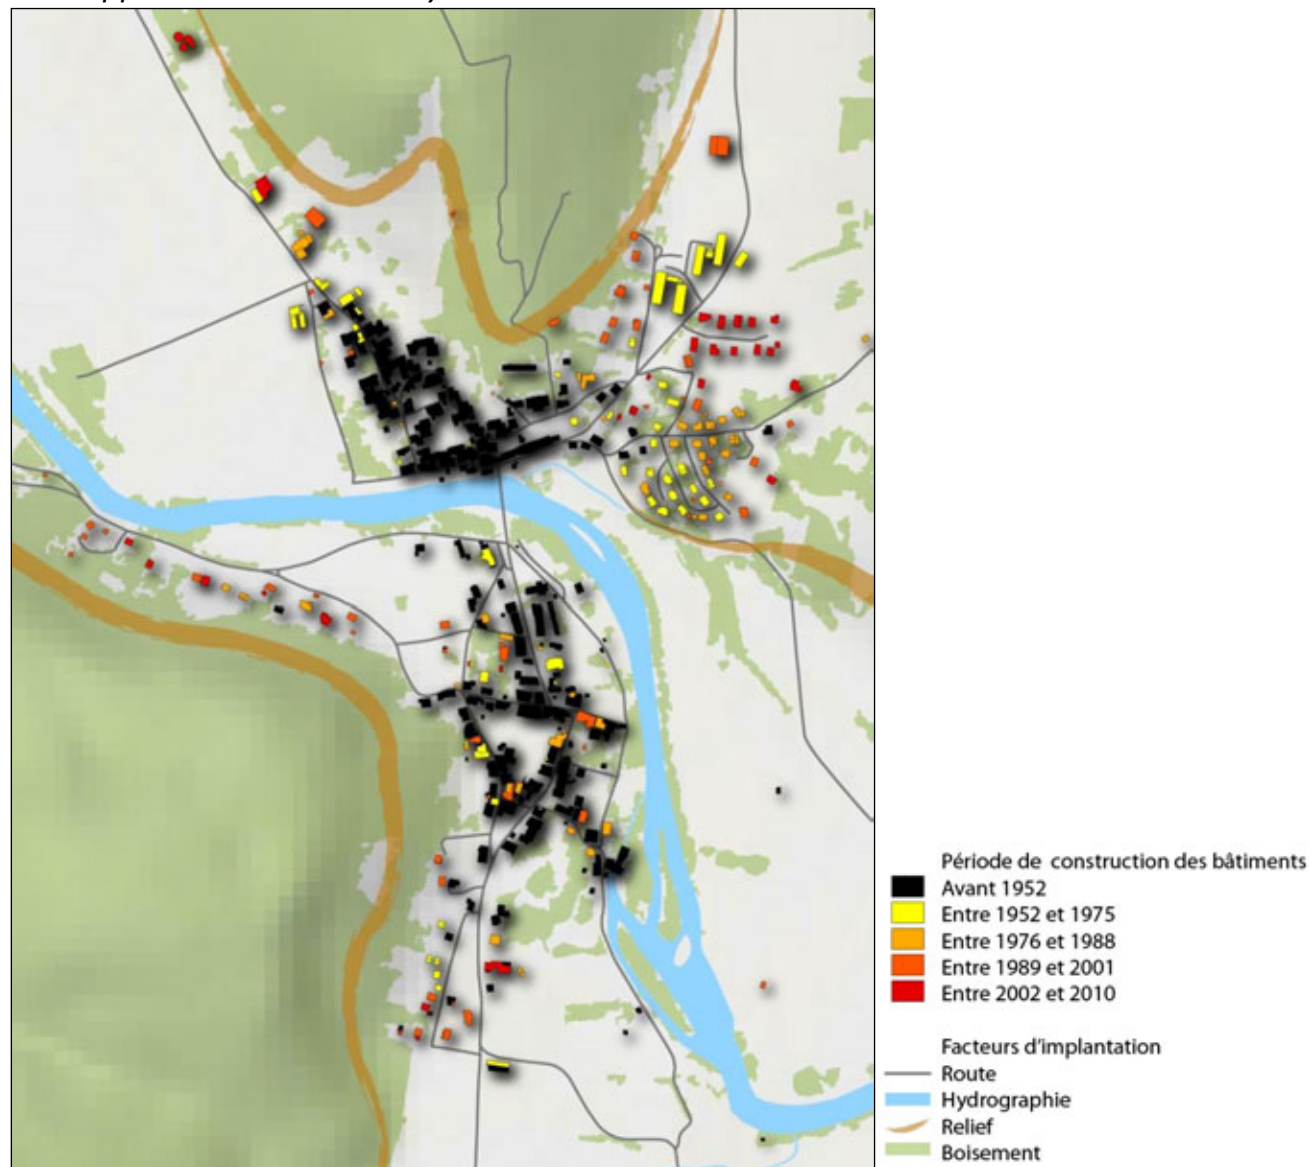 Période de construction des bâtiments
Avant 1952
Entre 1952 et 1975
Entre 1976 et 1988
Entre 1989 et 2001
Entre 2002 et 2010
Facteurs d'implantation
Route
Hydrographie
Relief
Boisement